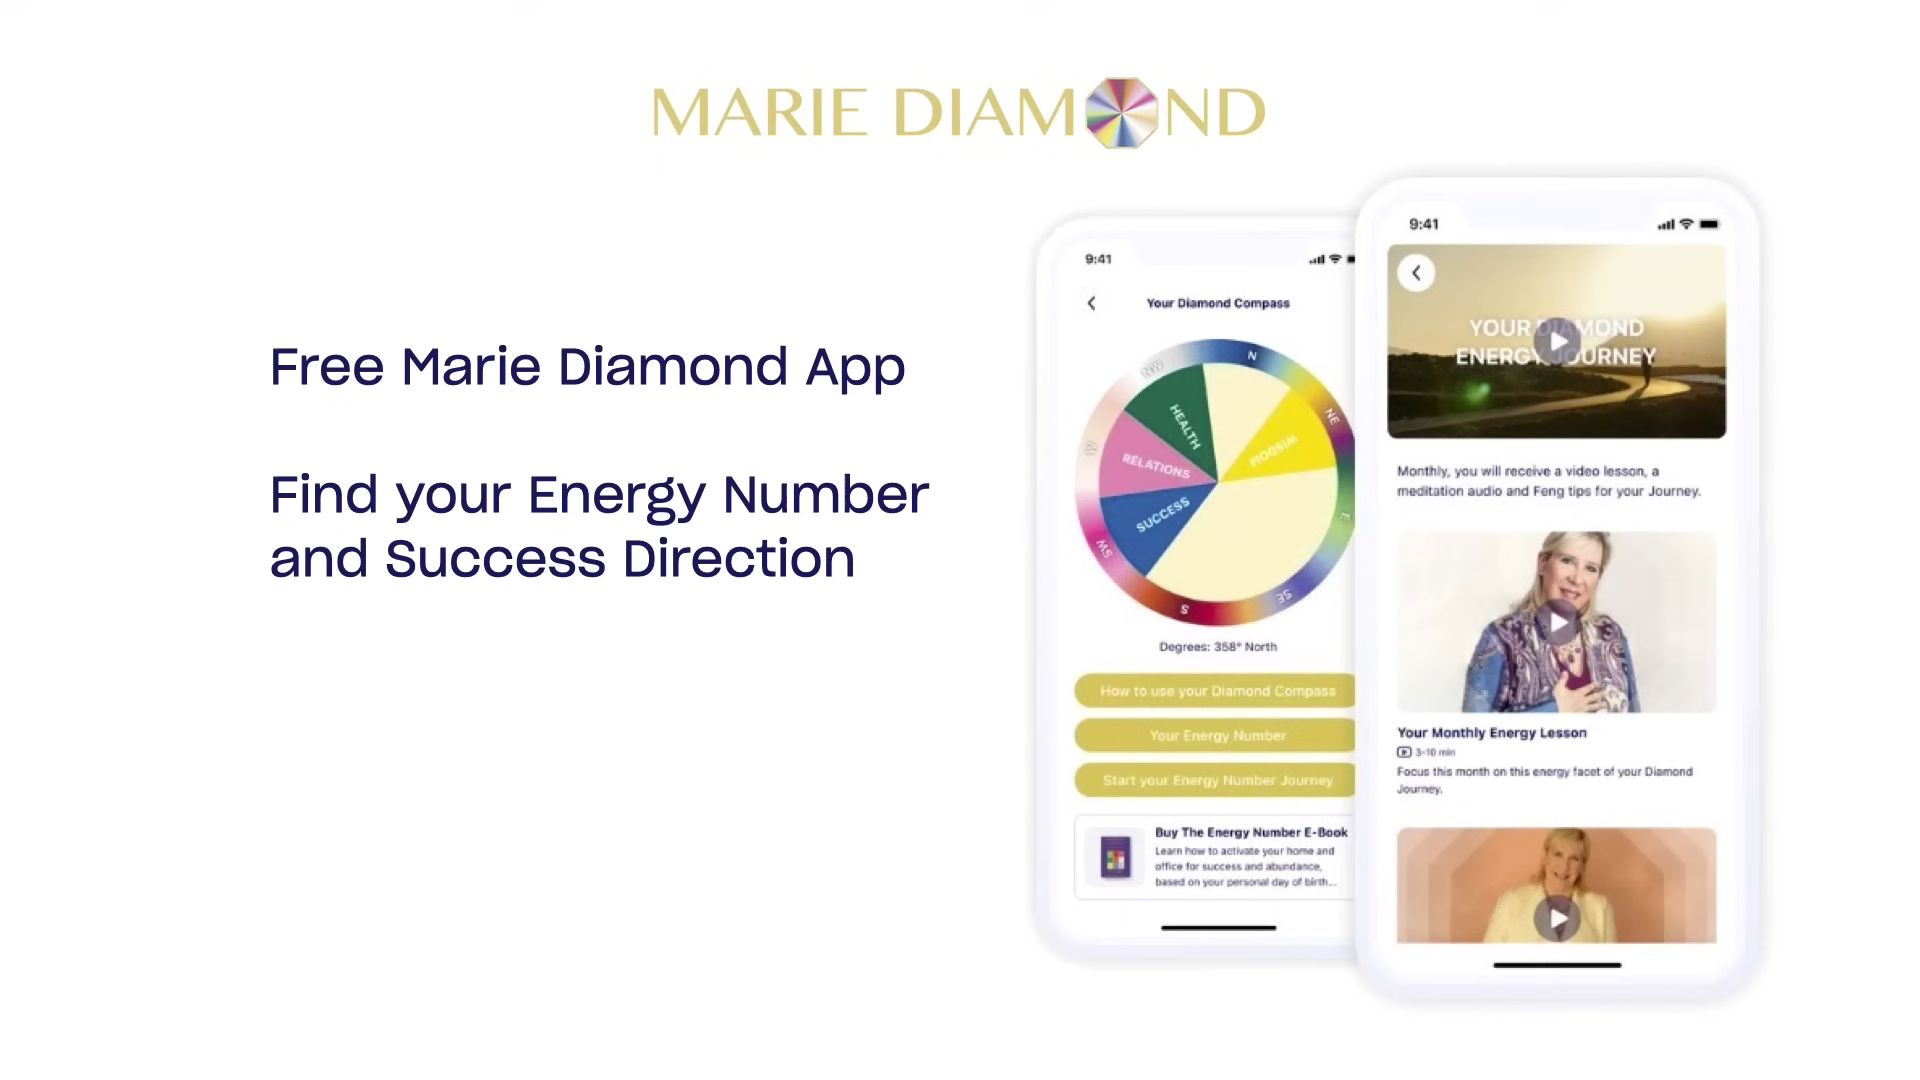 MARIE DIAMOND
Free Marie Diamond App
Find your Energy Number
and Success Direction
9:41
Your Diamond Compass
N
NE
E
SE
S
SW
W
NW
HEALTH
WISDOM
RELATIONS
SUCCESS
Degrees: 358° North
How to use your Diamond Compass
Your Energy Number
Start your Energy Number Journey
Buy The Energy Number E-Book
Learn how to activate your home and
office for success and abundance,
based on your personal day of birth...
9:41
YOUR DIAMOND
ENERGY JOURNEY
Monthly, you will receive a video lesson, a
meditation audio and Feng tips for your Journey.
Your Monthly Energy Lesson
3-10 min
Focus this month on this energy facet of your Diamond
Journey.